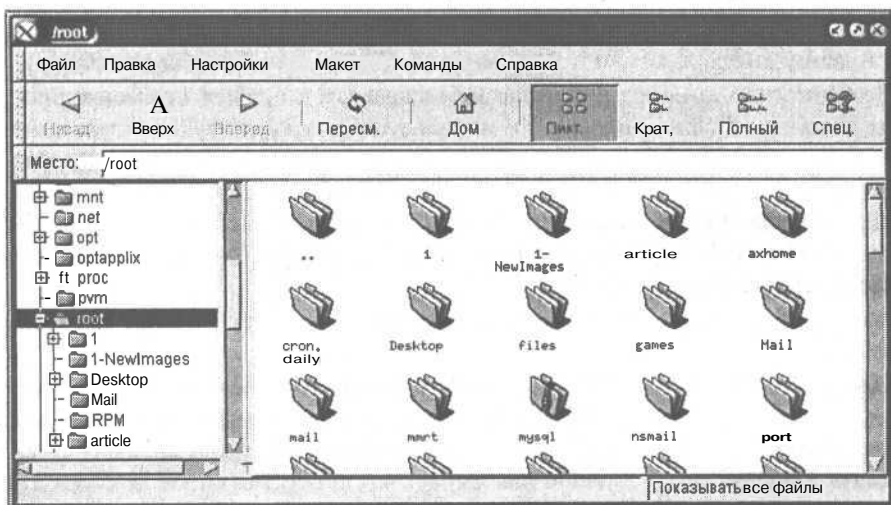 /root
Файл Правка Настройки Макет Команды Справка
Назад A Вверх Вперед Пересм. Дом Пикт. Крат, Полный Спец.
Место: /root
mnt
net
opt
optapplix
ft proc
pvm
root
1
1-NewImages
Desktop
Mail
RPM
article
.. 1 1-NewImages article axhome
cron.daily Desktop files games Mail
mail mmrt mysql nsmail port
Показывать все файлы